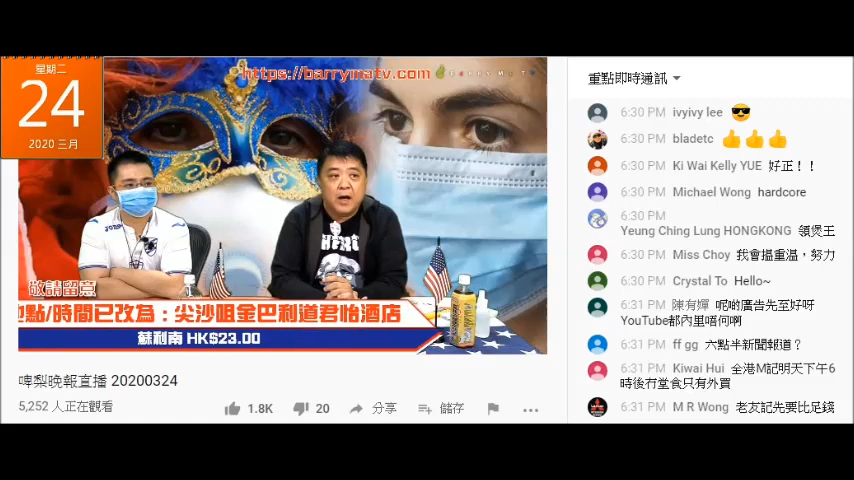 星期二
24
2020 三月
https://barrymatv.com
敬請留意
點/時間已改為：尖沙咀金巴利道君怡酒店
蘇利南 HK$23.00
啤梨晚報直播 20200324
5,252 人正在觀看
1.8K
20
分享
儲存
重點即時通訊
6:30 PM ivyivy lee 😎
6:30 PM bladetc 👍👍👍
6:30 PM Ki Wai Kelly YUE 好正！！
6:30 PM Michael Wong hardcore
6:30 PM
Yeung Ching Lung HONGKONG 領煲王
6:30 PM Miss Choy 我會搵重溫，努力
6:30 PM Crystal To Hello~
6:31 PM 陳有嬋 呢啲廣告先至好呀
YouTube都內里唔何啊
6:31 PM ff gg 六點半新聞報道？
6:31 PM Kiwai Hui 全港M記明天下午6
時後冇堂食只有外買
6:31 PM M R Wong 老友記先要比足錢